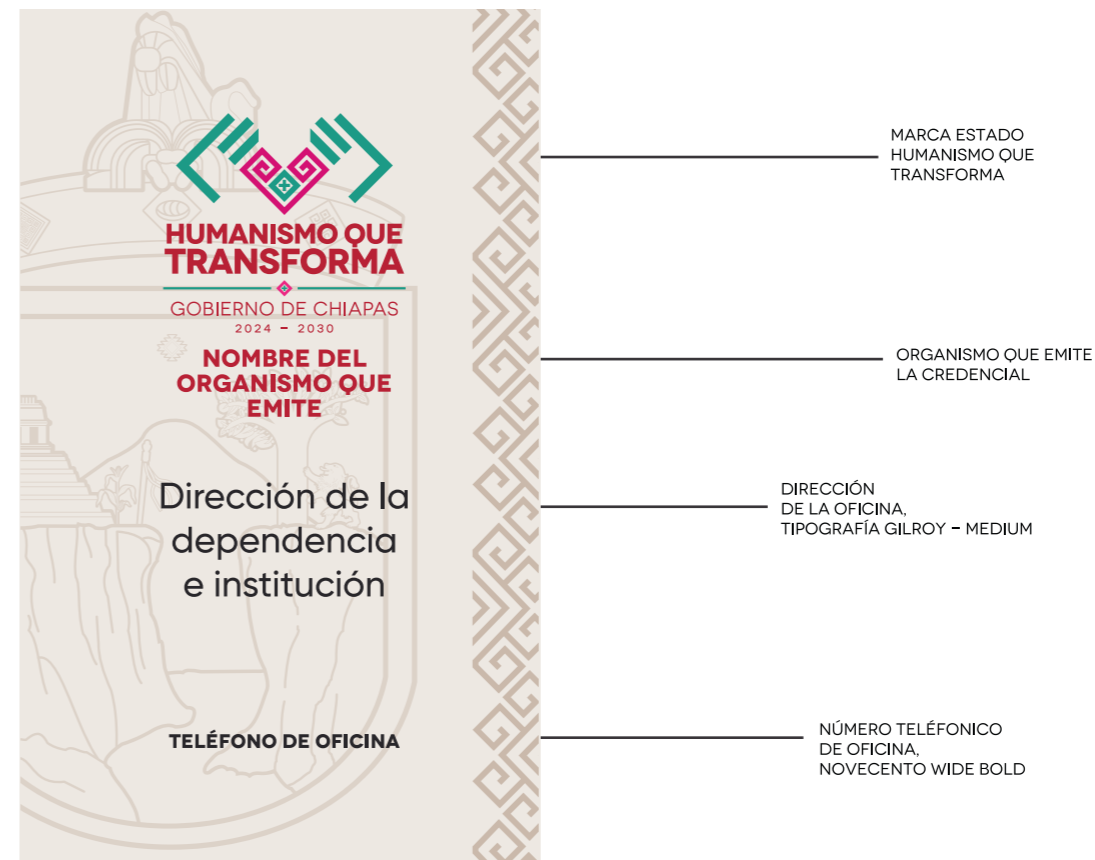 HUMANISMO QUE
TRANSFORMA
GOBIERNO DE CHIAPAS
2024 – 2030
NOMBRE DEL
ORGANISMO QUE
EMITE
Dirección de la
dependencia
e institución
TELÉFONO DE OFICINA
MARCA ESTADO
HUMANISMO QUE
TRANSFORMA
ORGANISMO QUE EMITE
LA CREDENCIAL
DIRECCIÓN
DE LA OFICINA,
TIPOGRAFÍA GILROY – MEDIUM
NÚMERO TELÉFONICO
DE OFICINA,
NOVECENTO WIDE BOLD